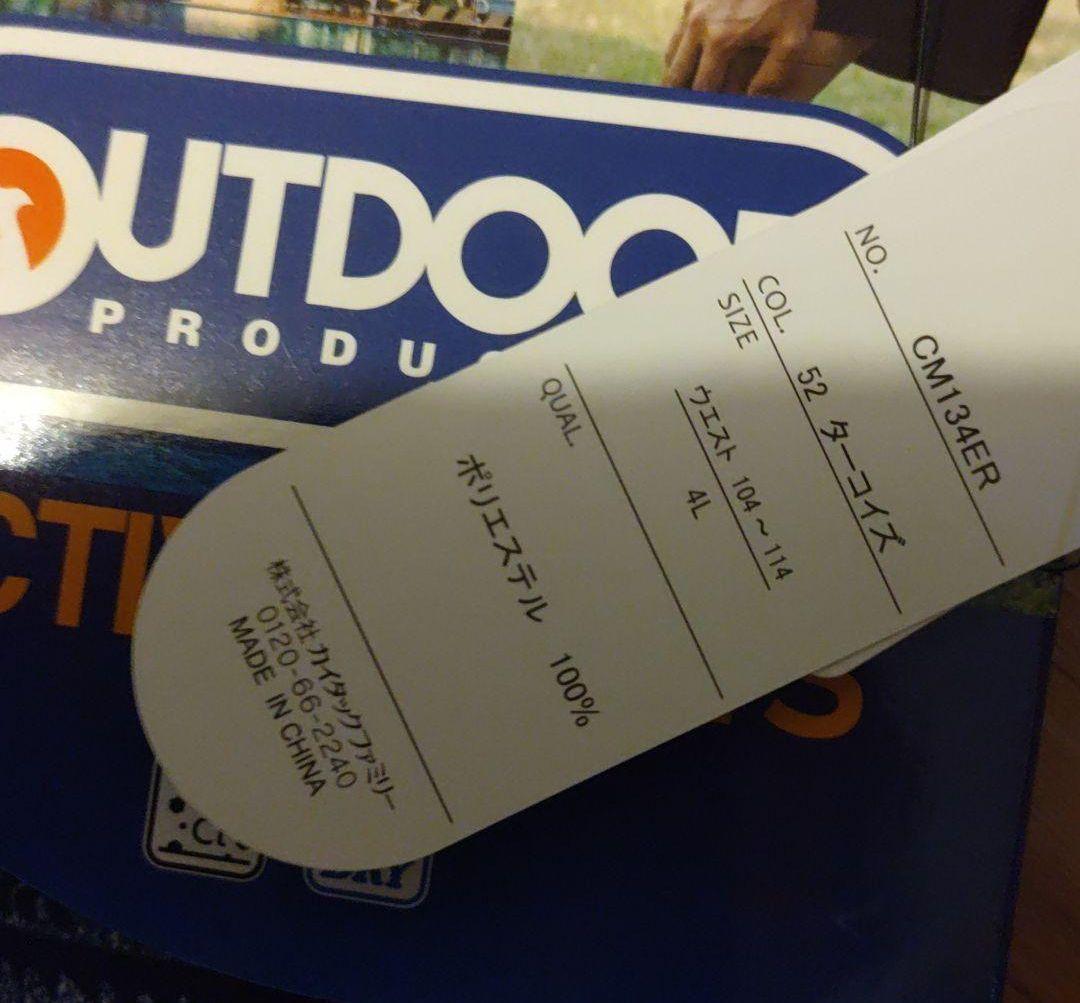 OUTDOO
PRODU
NO.
CM134ER
COL.
52 ターコイズ
SIZE
ウエスト 104～114
4L
QUAL
ポリエステル 100%
株式会社カイタックファミリー
0120-66-2240
MADE IN CHINA
CTIV
S
DRY